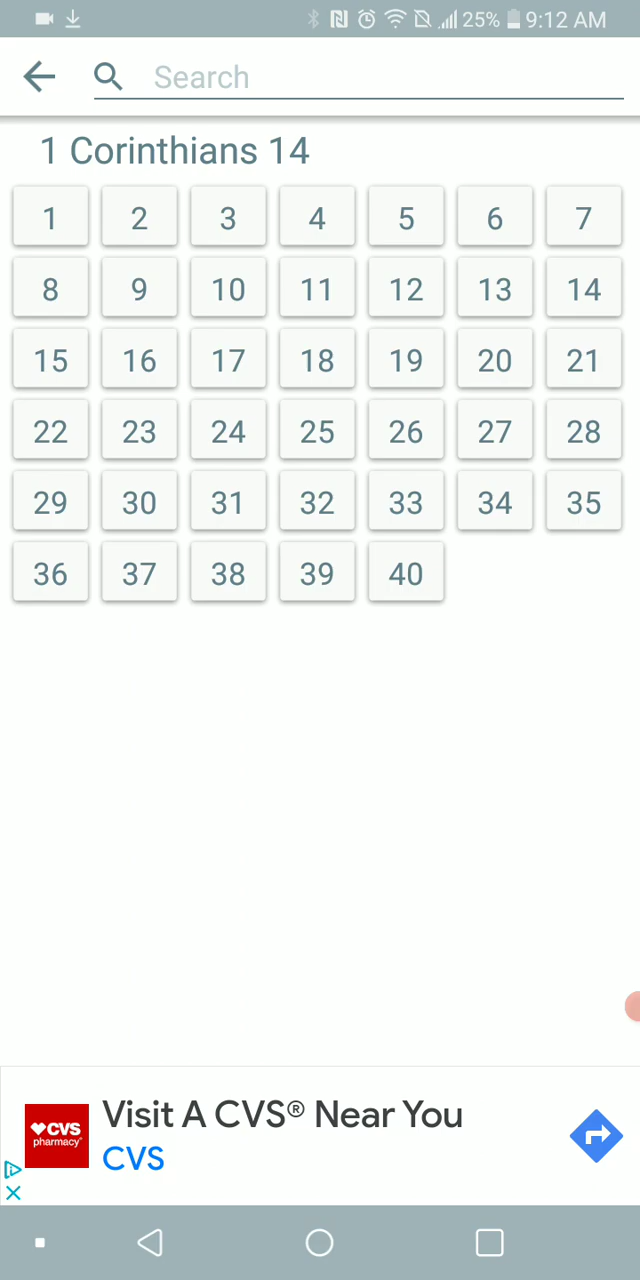 25% 9:12 AM
Search
1 Corinthians 14
1 2 3 4 5 6 7
8 9 10 11 12 13 14
15 16 17 18 19 20 21
22 23 24 25 26 27 28
29 30 31 32 33 34 35
36 37 38 39 40
Visit A CVS® Near You
CVS
CVS
pharmacy